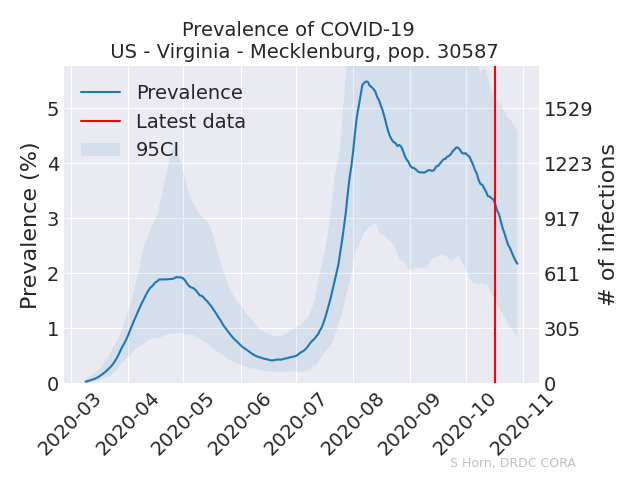 Prevalence of COVID-19
US - Virginia - Mecklenburg, pop. 30587
Prevalence
Latest data
95CI
Prevalence (%)
5
4
3
2
1
0
1529
1223
917
611
305
0
# of infections
2020-03
2020-04
2020-05
2020-06
2020-07
2020-08
2020-09
2020-10
2020-11
S Horn, DRDC CORA